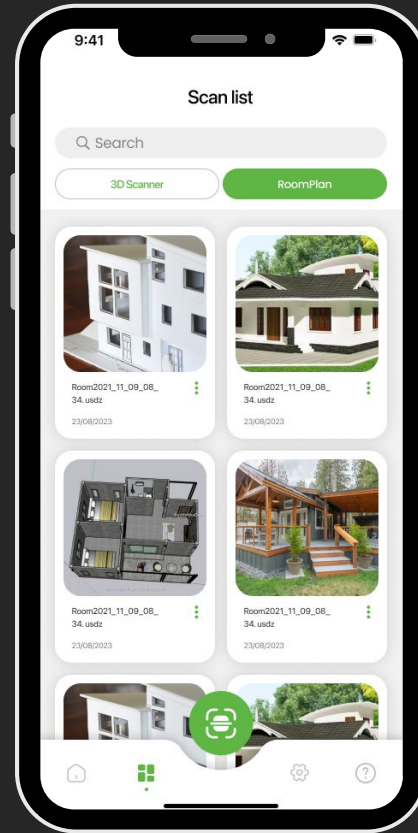 9:41
Scan list
Search
3D Scanner
RoomPlan
Room2021_11_09_08_
34. usdz
23/08/2023
Room2021_11_09_08_
34. usdz
23/08/2023
Room2021_11_09_08_
34. usdz
23/08/2023
Room2021_11_09_08_
34. usdz
23/08/2023